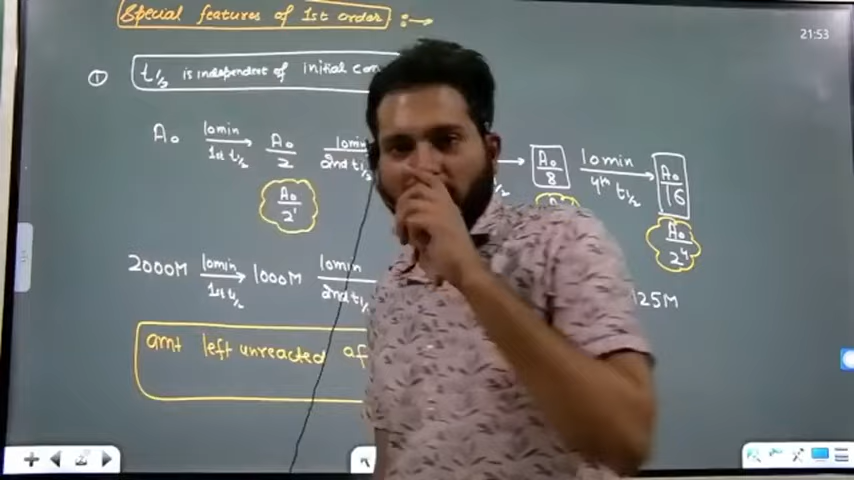 Special features of 1st order :→
21:53
① t½ is independent of initial con
A₀ 10min 1st t½ → A₀/2 10min 2nd t½ → A₀/8 10min 4th t½ → A₀/16
A₀/2¹ A₀/2⁴
2000M 10min 1st t½ → 1000M 10min 2nd t½ 125M
amt left unreacted af